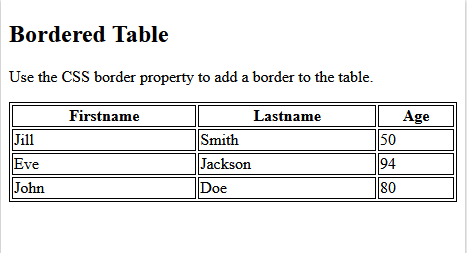 Bordered Table
Use the CSS border property to add a border to the table.
Firstname Lastname Age
Jill Smith 50
Eve Jackson 94
John Doe 80